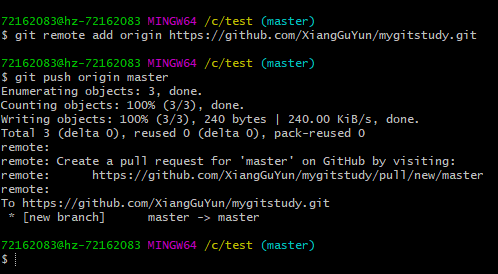 72162083@hz-72162083 MINGW64 /c/test (master)
$ git remote add origin https://github.com/XiangGuYun/mygitstudy.git
72162083@hz-72162083 MINGW64 /c/test (master)
$ git push origin master
Enumerating objects: 3, done.
Counting objects: 100% (3/3), done.
Writing objects: 100% (3/3), 240 bytes | 240.00 KiB/s, done.
Total 3 (delta 0), reused 0 (delta 0), pack-reused 0
remote:
remote: Create a pull request for 'master' on GitHub by visiting:
remote:      https://github.com/XiangGuYun/mygitstudy/pull/new/master
remote:
To https://github.com/XiangGuYun/mygitstudy.git
 * [new branch]      master -> master
72162083@hz-72162083 MINGW64 /c/test (master)
$